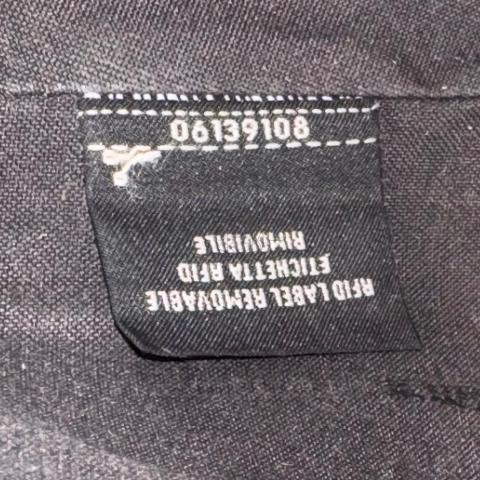 06139108
RFID LABEL REMOVABLE
ETICHETTA RFID
RIMOVIBILE